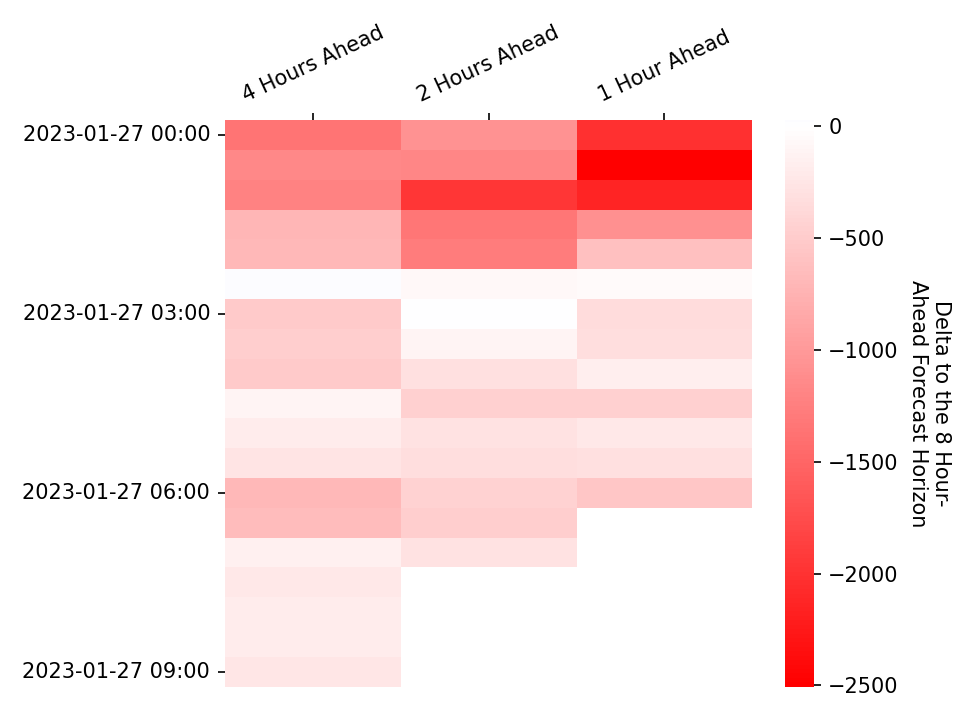 4 Hours Ahead
2 Hours Ahead
1 Hour Ahead
2023-01-27 00:00
2023-01-27 03:00
2023-01-27 06:00
2023-01-27 09:00
0
−500
−1000
−1500
−2000
−2500
Delta to the 8 Hour-
Ahead Forecast Horizon